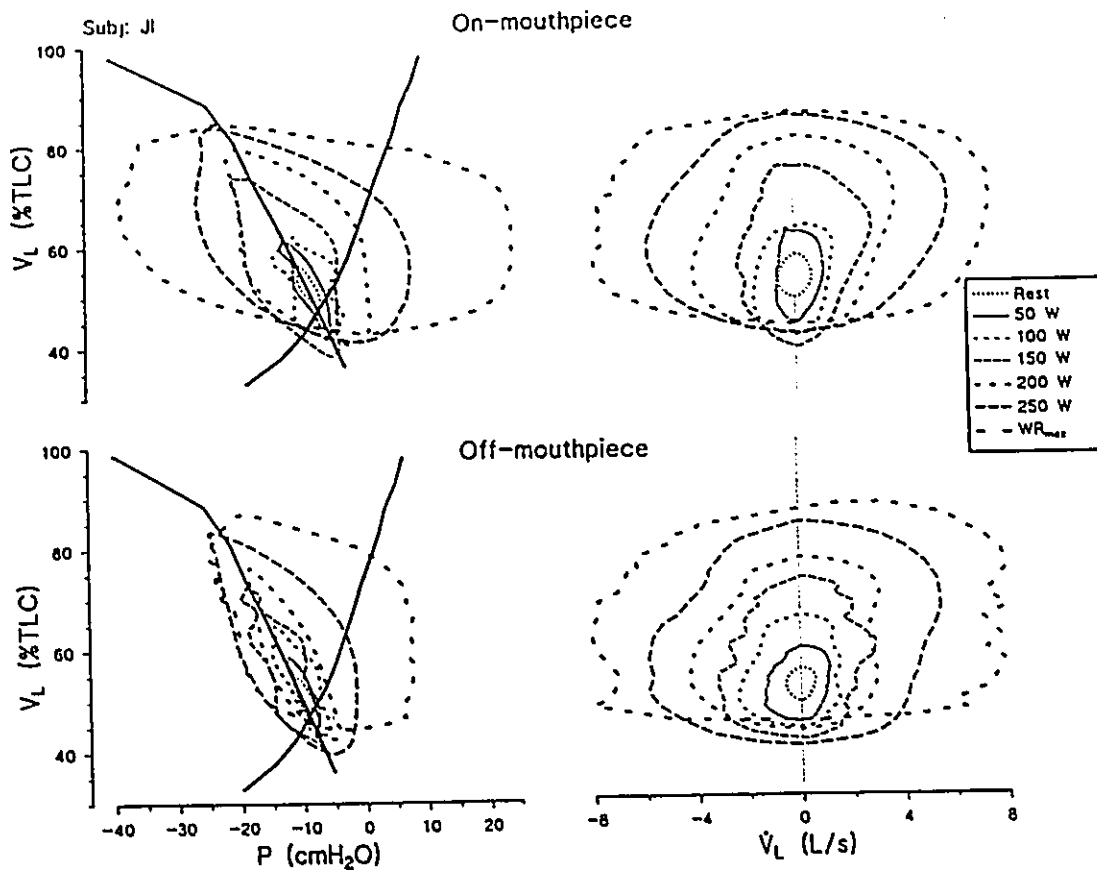 Subj: JI
On-mouthpiece
100
80
60
40
V_L (%TLC)
Rest
50 W
100 W
150 W
200 W
250 W
WR_max
Off-mouthpiece
100
80
60
40
V_L (%TLC)
-40 -30 -20 -10 0 10 20
P (cmH₂O)
-8 -4 0 4 8
V̇_L (L/s)